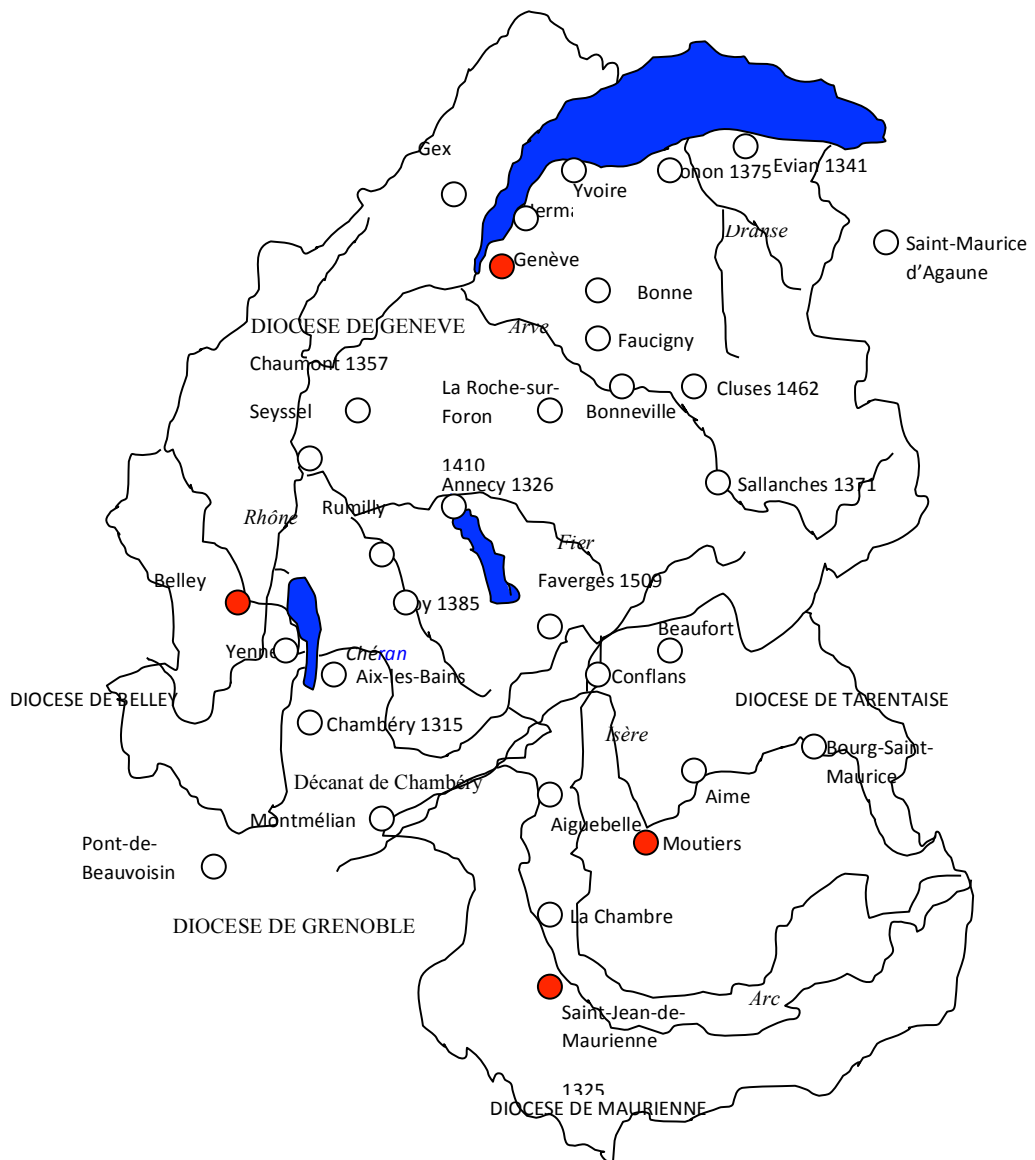 Gex
Evian 1341
onon 1375
Yvoire
Dranse
Saint-Maurice
d'Agaune
Genève
Bonne
DIOCESE DE GENEVE
Arve
Faucigny
Chaumont 1357
La Roche-sur-
Foron
Cluses 1462
Seyssel
Bonneville
1410
Annecy 1326
Sallanches 1371
Rumilly
Rhône
Fier
Belley
Faverges 1509
y 1385
Beaufort
Yenne
Chéran
Aix-les-Bains
Conflans
DIOCESE DE BELLEY
DIOCESE DE TARENTAISE
Chambéry 1315
Isère
Bourg-Saint-
Maurice
Décanat de Chambéry
Aime
Montmélian
Aiguebelle
Moutiers
Pont-de-
Beauvoisin
La Chambre
DIOCESE DE GRENOBLE
Arc
Saint-Jean-de-
Maurienne
1325
DIOCESE DE MAURIENNE